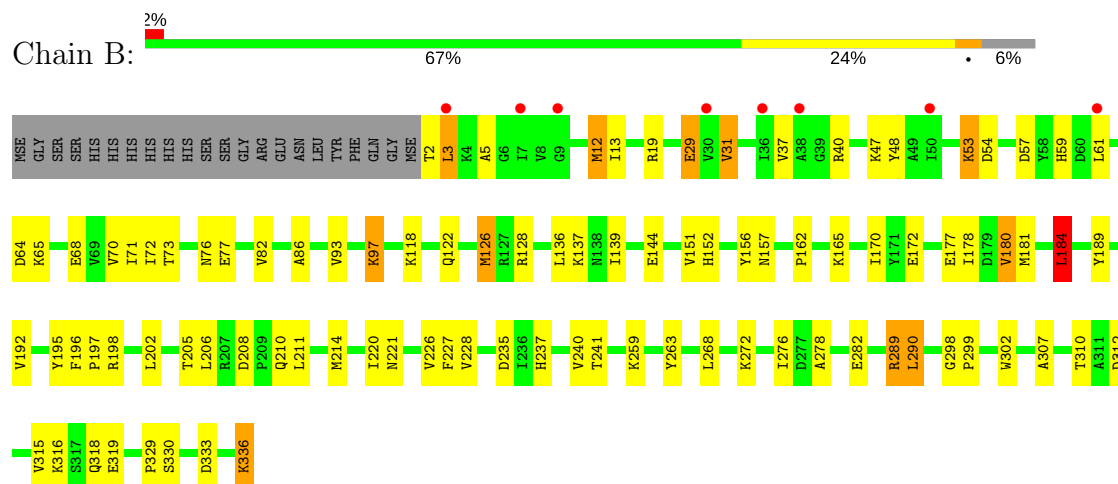 2%
Chain B:
67% 24% • 6%
MSE GLY SER SER HIS HIS HIS HIS HIS HIS SER SER GLY ARG GLU ASN LEU TYR PHE GLN GLY MSE T2 L3 K4 A5 G6 I7 V8 G9 M12 I13 R19 E29 V30 V31 I36 V37 A38 G39 R40 K47 Y48 A49 I50 K53 D54 D57 Y58 H59 D60 L61
D64 K65 E68 V69 V70 I71 I72 T73 N76 E77 V82 A86 V93 K97 K118 Q122 M126 R127 R128 L136 K137 N138 I139 E144 V151 H152 Y156 N157 P162 K165 I170 Y171 E172 E177 I178 D179 V180 M181 L184 Y189
V192 Y195 F196 P197 R198 L202 T205 L206 R207 D208 P209 Q210 L211 M214 I220 N221 V226 F227 V228 D235 I236 H237 V240 T241 K259 Y263 L268 K272 I276 D277 A278 E282 R289 L290 G298 P299 W302 A307 T310 A311 D312
V315 K316 S317 Q318 E319 P329 S330 D333 K336